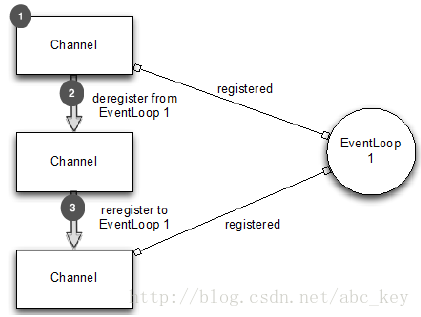 1
Channel
2
deregister from
EventLoop 1
registered
Channel
EventLoop
1
3
reregister to
EventLoop 1
registered
Channel
http://blog.csdn.net/abc_key